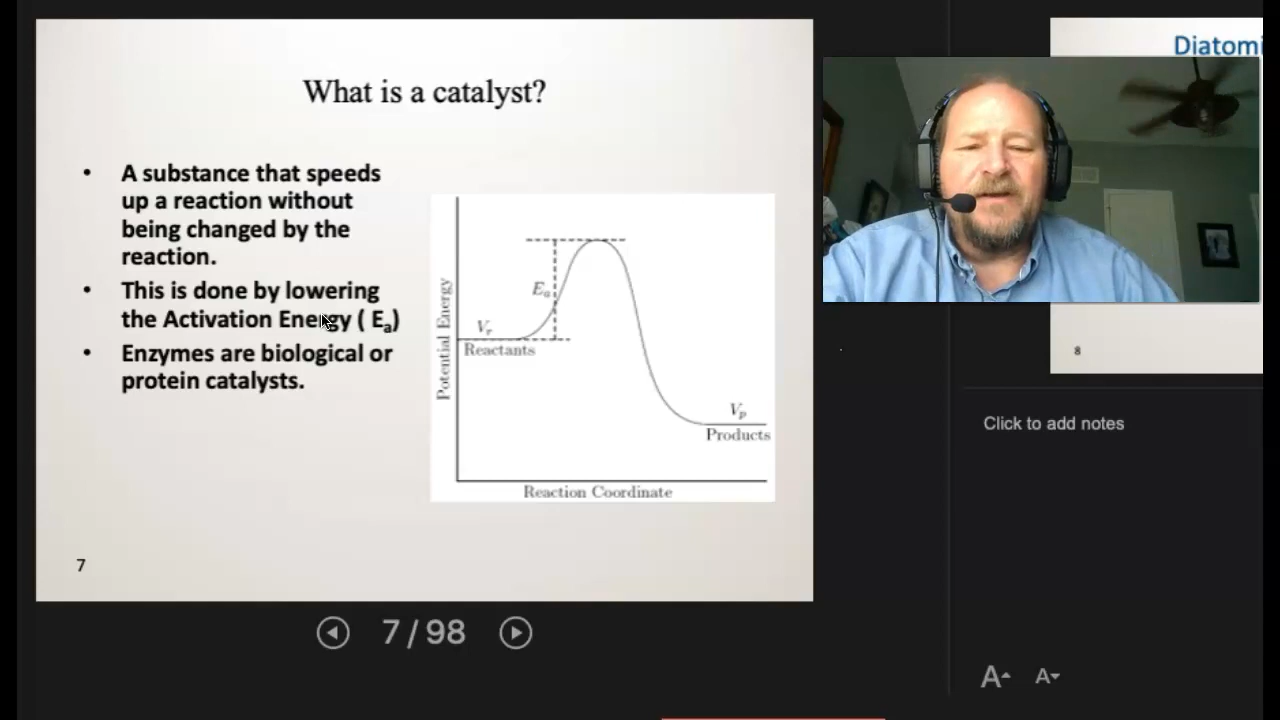 What is a catalyst?
• A substance that speeds
up a reaction without
being changed by the
reaction.
• This is done by lowering
the Activation Energy ( Ea)
• Enzymes are biological or
protein catalysts.
Potential Energy
Ea
Vr
Reactants
Vp
Products
Reaction Coordinate
7
7 / 98
Diatomi
8
Click to add notes
A
A